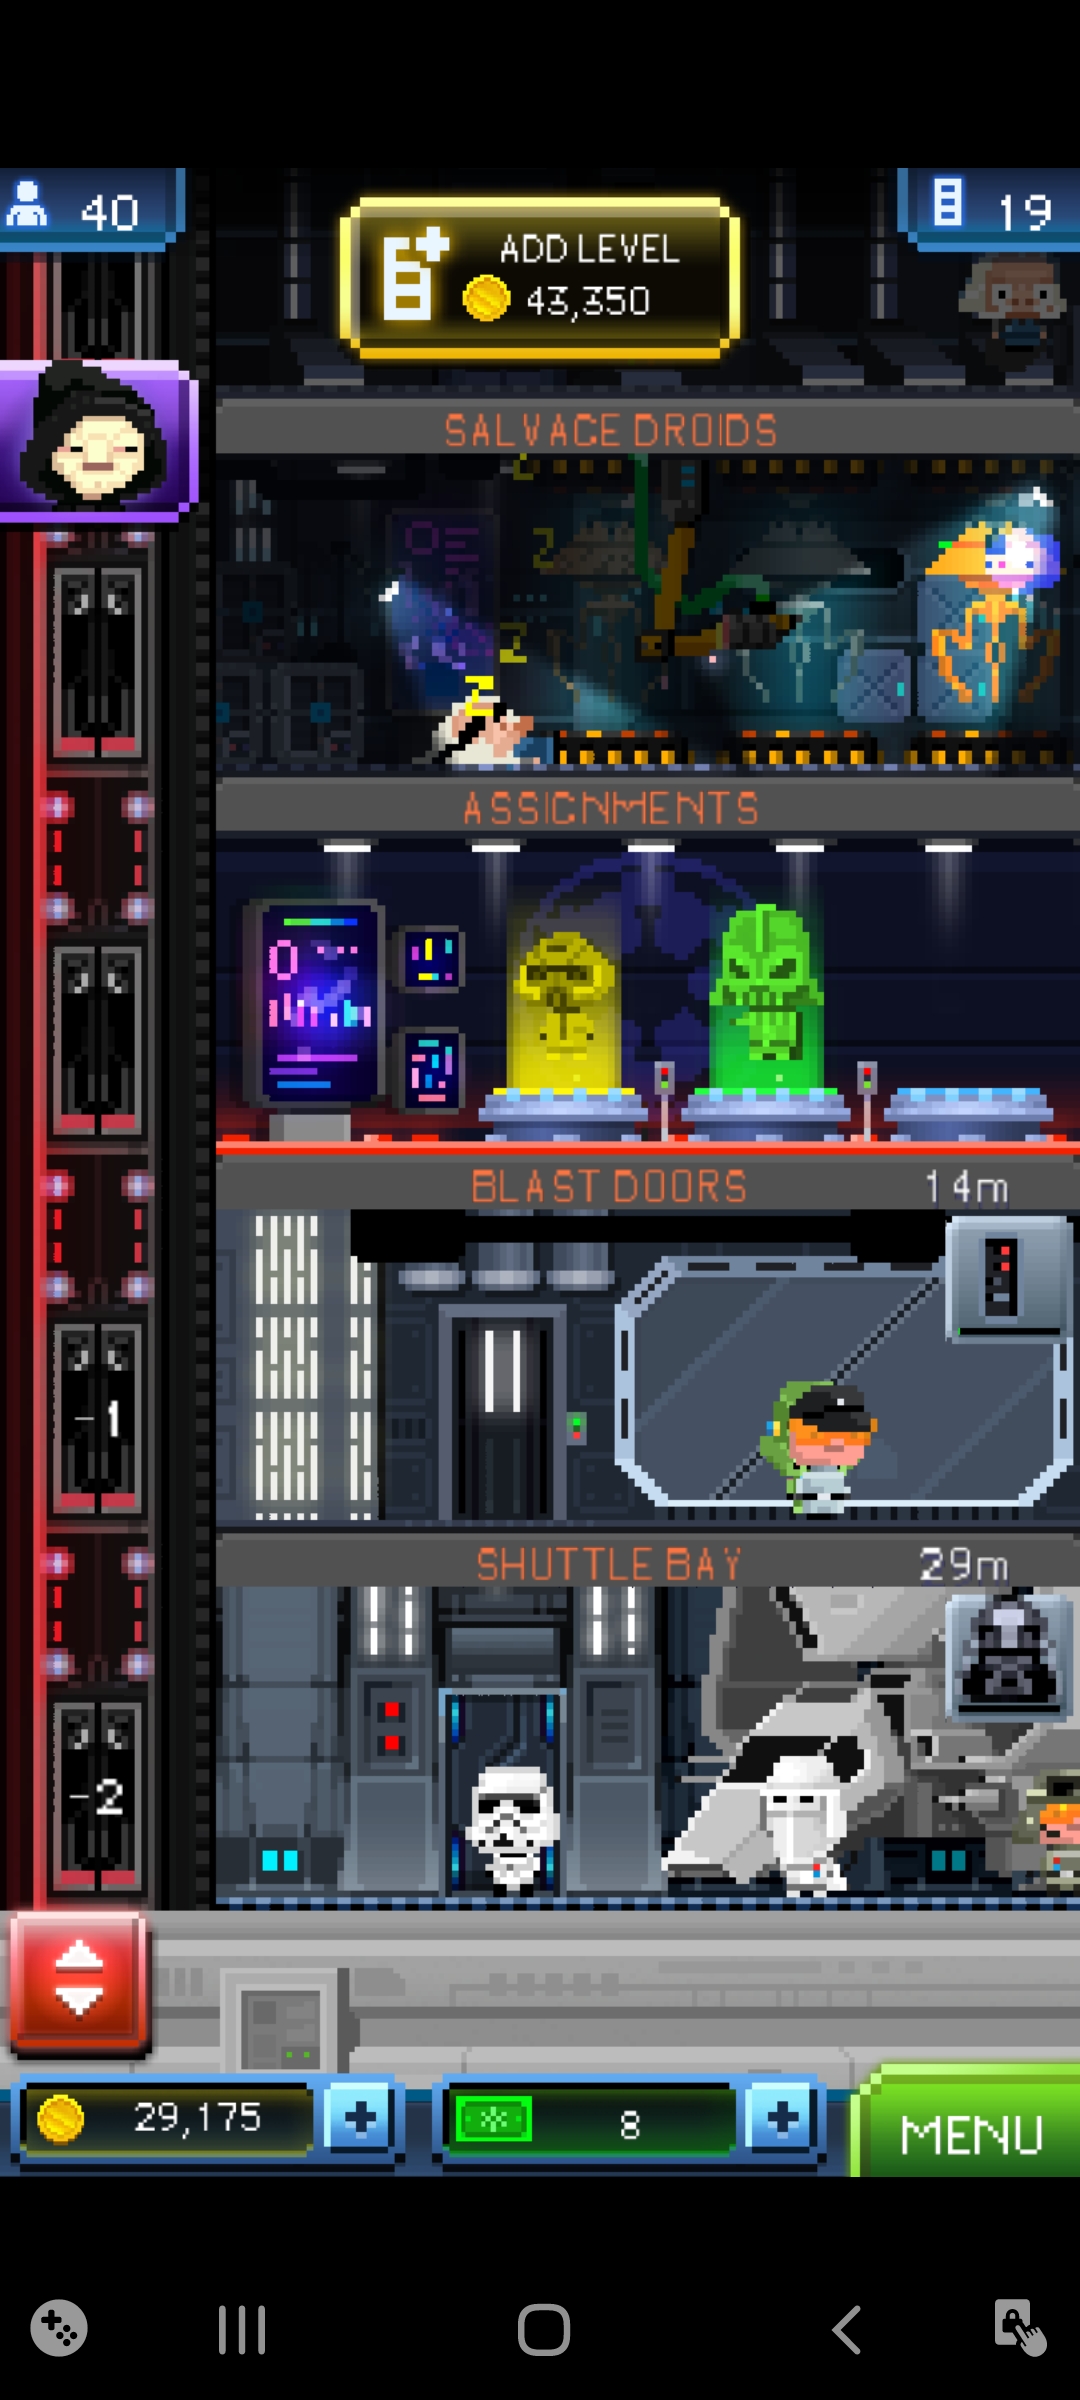 40
ADD LEVEL
43,350
19
SALVAGE DROIDS
Z
Z
Z
Z
ASSIGNMENTS
BLAST DOORS 14m
-1
SHUTTLE BAY 29m
-2
29,175
8
MENU